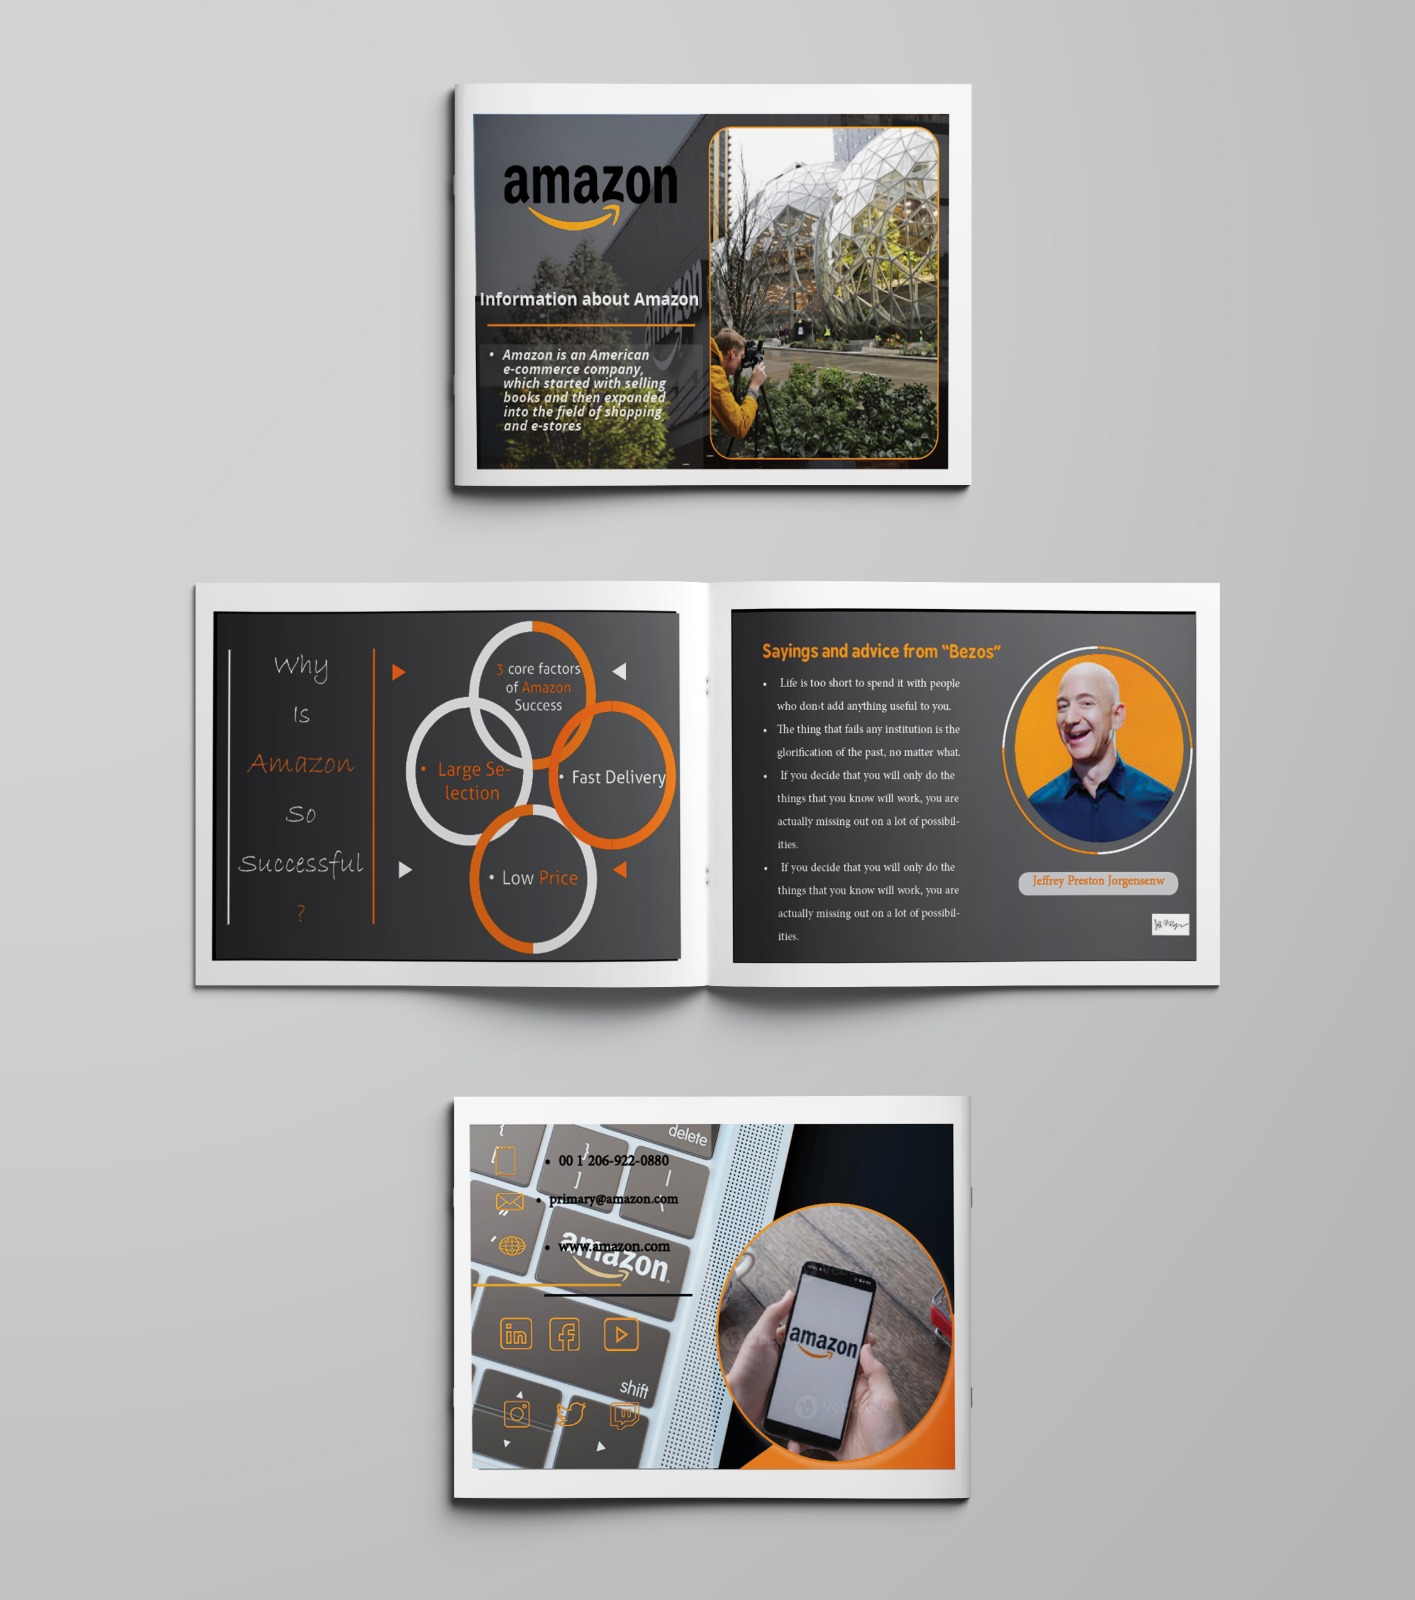 amazon
Information about Amazon
• Amazon is an American
e-commerce company,
which started with selling
books and then expanded
into the field of shopping
and e-stores
Why
Is
Amazon
So
Successful
?
3 core factors
of Amazon
Success
• Large Se-
lection
• Fast Delivery
• Low Price
Sayings and advice from “Bezos”
• Life is too short to spend it with people
who don›t add anything useful to you.
• The thing that fails any institution is the
glorification of the past, no matter what.
• If you decide that you will only do the
things that you know will work, you are
actually missing out on a lot of possibil-
ities.
• If you decide that you will only do the
things that you know will work, you are
actually missing out on a lot of possibil-
ities.
Jeffrey Preston Jorgensenw
delete
• 00 1 206-922-0880
• primary@amazon.com
• www.amazon.com
amazon
in
shift
amazon